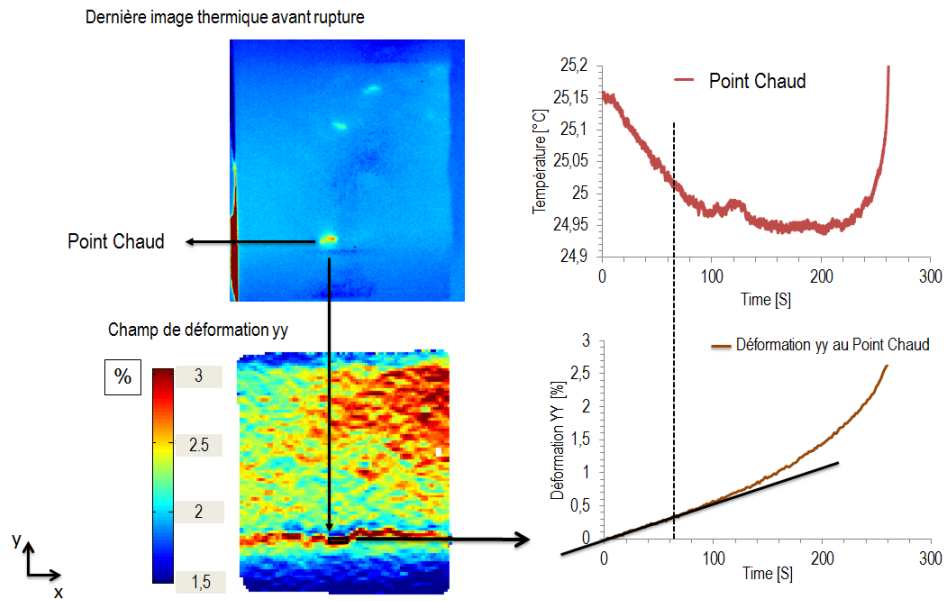 Dernière image thermique avant rupture
Point Chaud
Champ de déformation yy
%
3
2.5
2
1,5
y
x
Point Chaud
Température [°C]
25,2
25,15
25,1
25,05
25
24,95
24,9
0
100
200
300
Time [S]
Déformation yy au Point Chaud
Déformation YY [%]
3
2,5
2
1,5
1
0,5
0
0
100
200
300
Time [S]